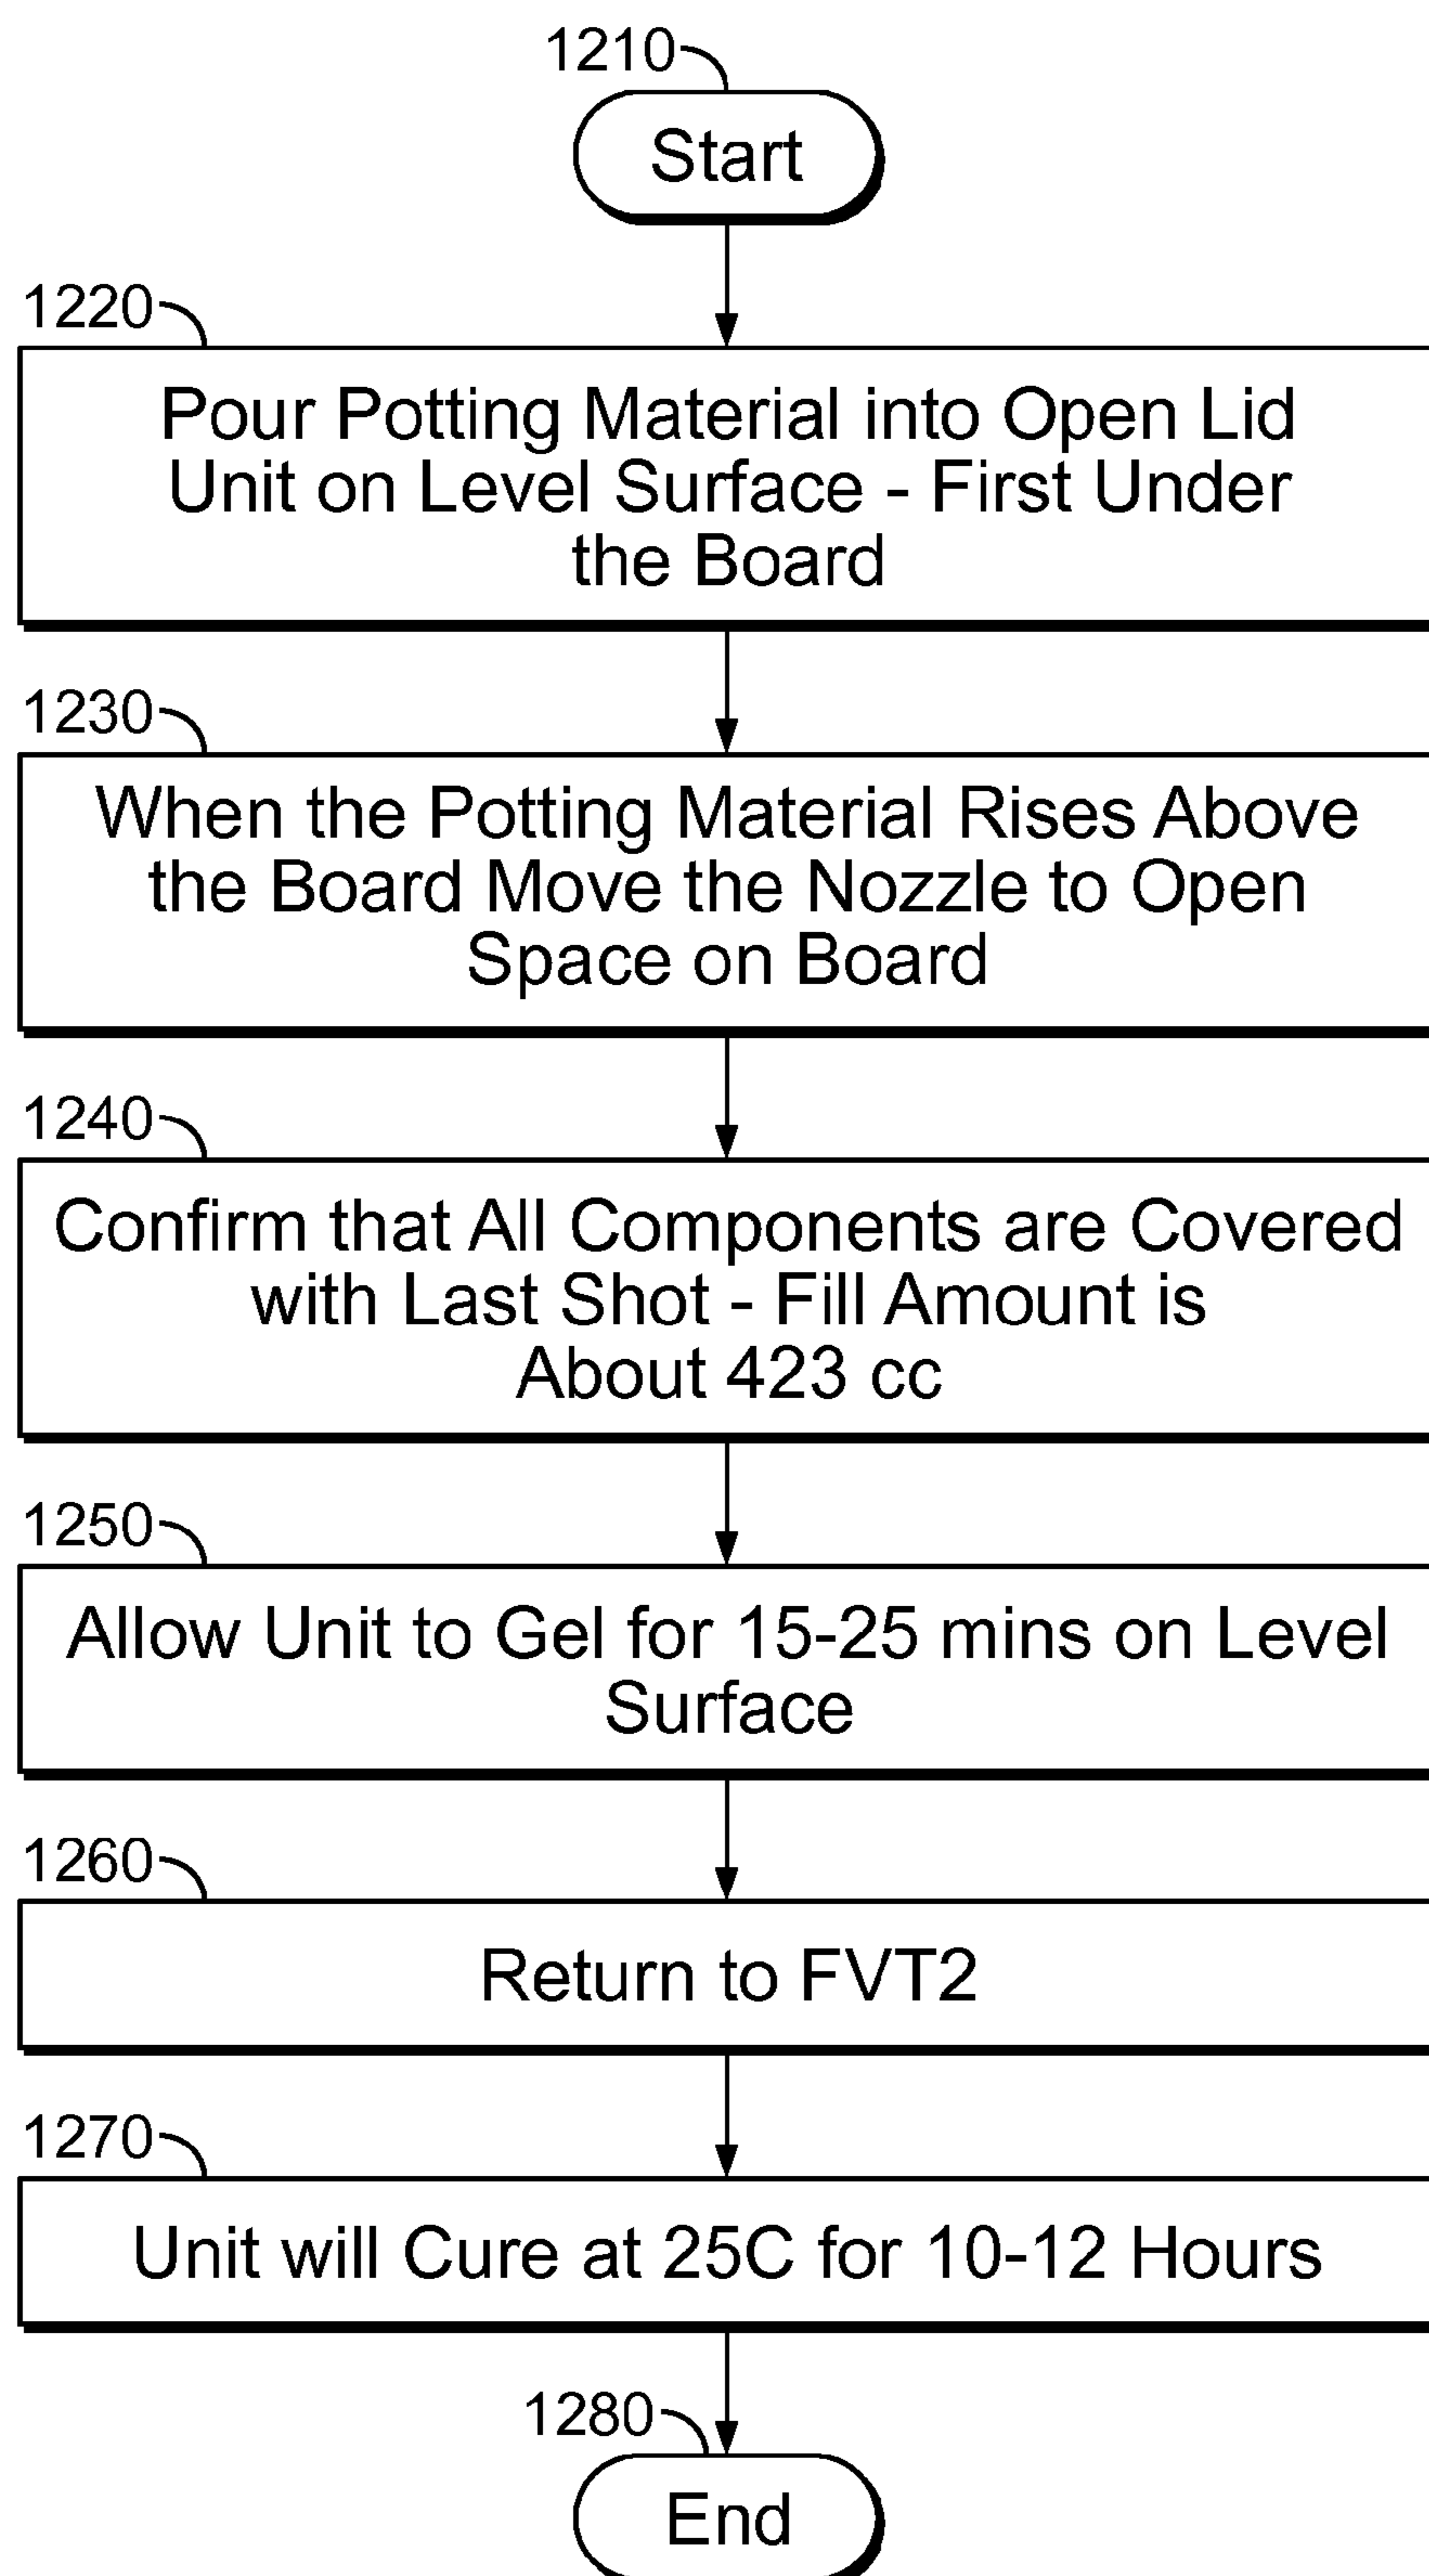 1210
Start
1220
Pour Potting Material into Open Lid
Unit on Level Surface - First Under
the Board
1230
When the Potting Material Rises Above
the Board Move the Nozzle to Open
Space on Board
1240
Confirm that All Components are Covered
with Last Shot - Fill Amount is
About 423 cc
1250
Allow Unit to Gel for 15-25 mins on Level
Surface
1260
Return to FVT2
1270
Unit will Cure at 25C for 10-12 Hours
1280
End